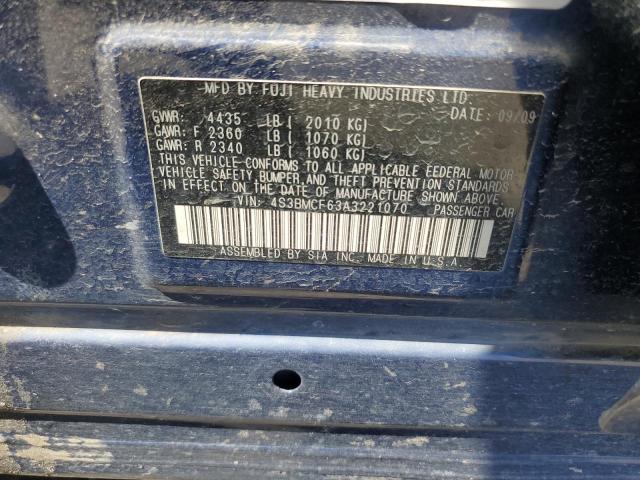 MFD BY FUJI HEAVY INDUSTRIES LTD.
GVWR: 4435 LB( 2010 KG) DATE: 09/09
GAWR: F 2360 LB( 1070 KG)
GAWR: R 2340 LB( 1060 KG)
THIS VEHICLE CONFORMS TO ALL APPLICABLE FEDERAL MOTOR
VEHICLE SAFETY, BUMPER, AND THEFT PREVENTION STANDARDS
IN EFFECT ON THE DATE OF MANUFACTURE SHOWN ABOVE.
VIN: 4S3BMCF63A3221070 PASSENGER CAR
ASSEMBLED BY SIA INC. MADE IN U.S.A.